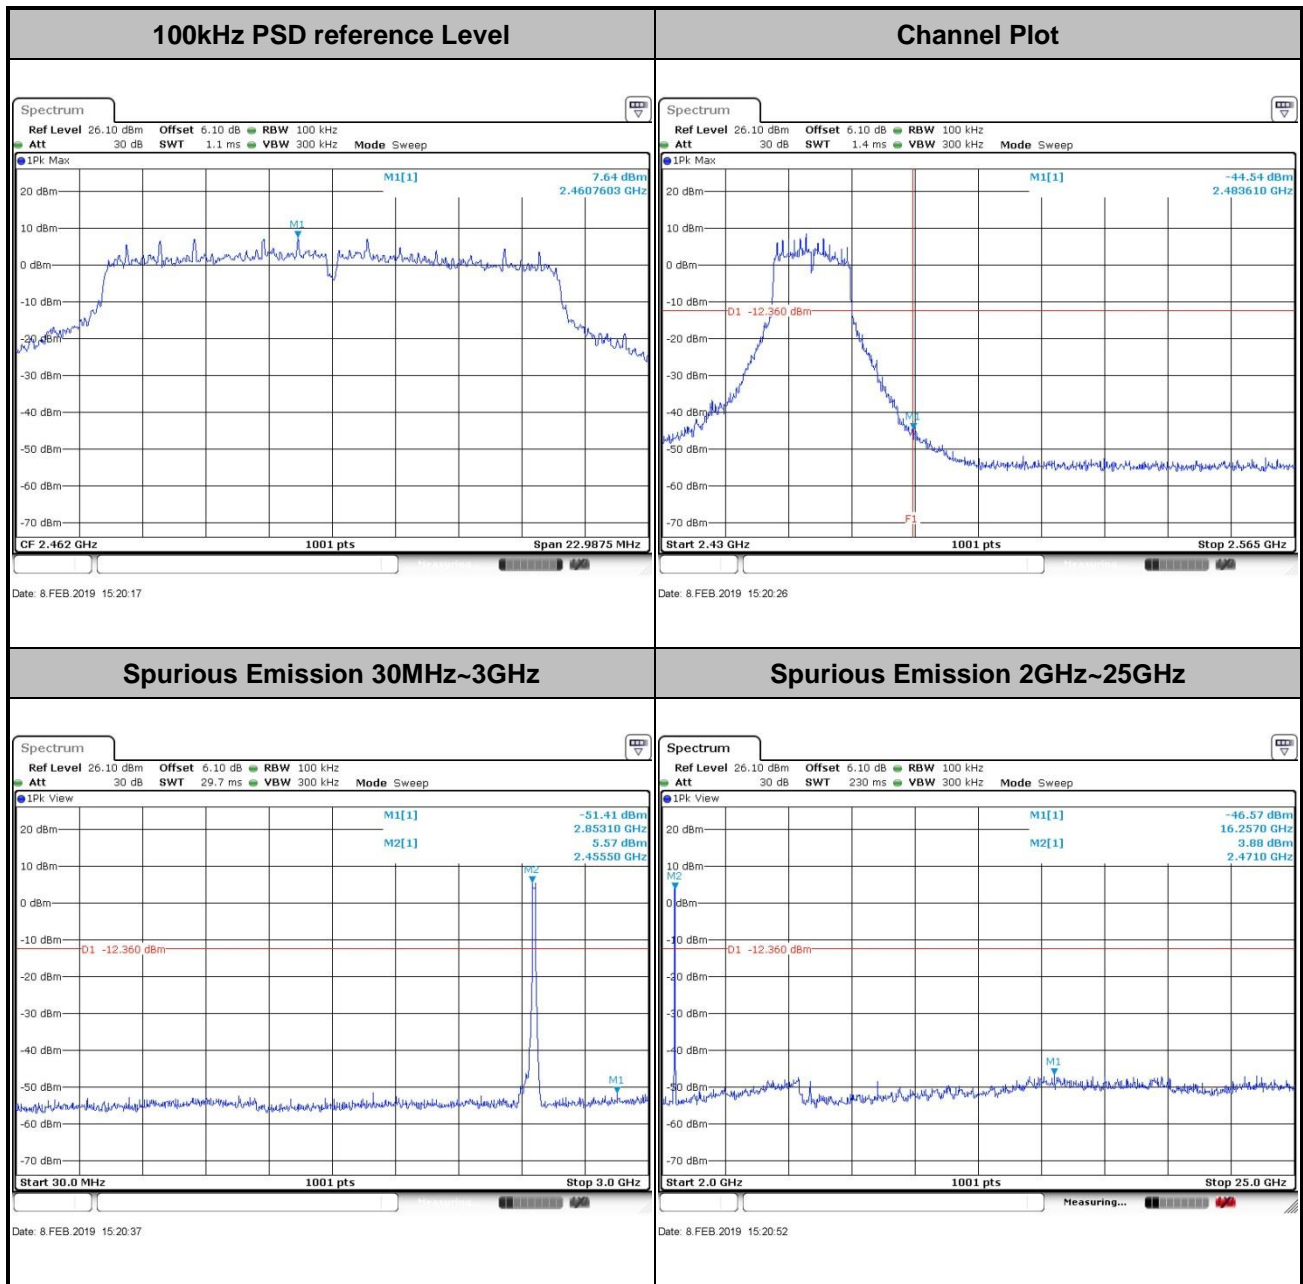 100kHz PSD reference Level
Spectrum
Ref Level 26.10 dBm Offset 6.10 dB RBW 100 kHz
Att 30 dB SWT 1.1 ms VBW 300 kHz Mode Sweep
1Pk Max
M1[1] 7.64 dBm
2.4607603 GHz
20 dBm
10 dBm
M1
0 dBm
-10 dBm
-20 dBm
-30 dBm
-40 dBm
-50 dBm
-60 dBm
-70 dBm
CF 2.462 GHz 1001 pts Span 22.9875 MHz
Measuring...
Date: 8.FEB.2019 15:20:17
Channel Plot
Spectrum
Ref Level 26.10 dBm Offset 6.10 dB RBW 100 kHz
Att 30 dB SWT 1.4 ms VBW 300 kHz Mode Sweep
1Pk Max
M1[1] -44.54 dBm
2.483610 GHz
20 dBm
10 dBm
0 dBm
-10 dBm
D1 -12.360 dBm
-20 dBm
-30 dBm
-40 dBm
M1
-50 dBm
-60 dBm
-70 dBm
F1
Start 2.43 GHz 1001 pts Stop 2.565 GHz
Measuring...
Date: 8.FEB.2019 15:20:26
Spurious Emission 30MHz~3GHz
Spectrum
Ref Level 26.10 dBm Offset 6.10 dB RBW 100 kHz
Att 30 dB SWT 29.7 ms VBW 300 kHz Mode Sweep
1Pk View
M1[1] -51.41 dBm
2.85310 GHz
20 dBm
M2[1] 5.57 dBm
2.45550 GHz
10 dBm
M2
0 dBm
-10 dBm
D1 -12.360 dBm
-20 dBm
-30 dBm
-40 dBm
M1
-50 dBm
-60 dBm
-70 dBm
Start 30.0 MHz 1001 pts Stop 3.0 GHz
Measuring...
Date: 8.FEB.2019 15:20:37
Spurious Emission 2GHz~25GHz
Spectrum
Ref Level 26.10 dBm Offset 6.10 dB RBW 100 kHz
Att 30 dB SWT 230 ms VBW 300 kHz Mode Sweep
1Pk View
M1[1] -46.57 dBm
16.2570 GHz
20 dBm
M2[1] 3.88 dBm
2.4710 GHz
10 dBm
M2
0 dBm
-10 dBm
D1 -12.360 dBm
-20 dBm
-30 dBm
-40 dBm
M1
-50 dBm
-60 dBm
-70 dBm
Start 2.0 GHz 1001 pts Stop 25.0 GHz
Measuring...
Date: 8.FEB.2019 15:20:52